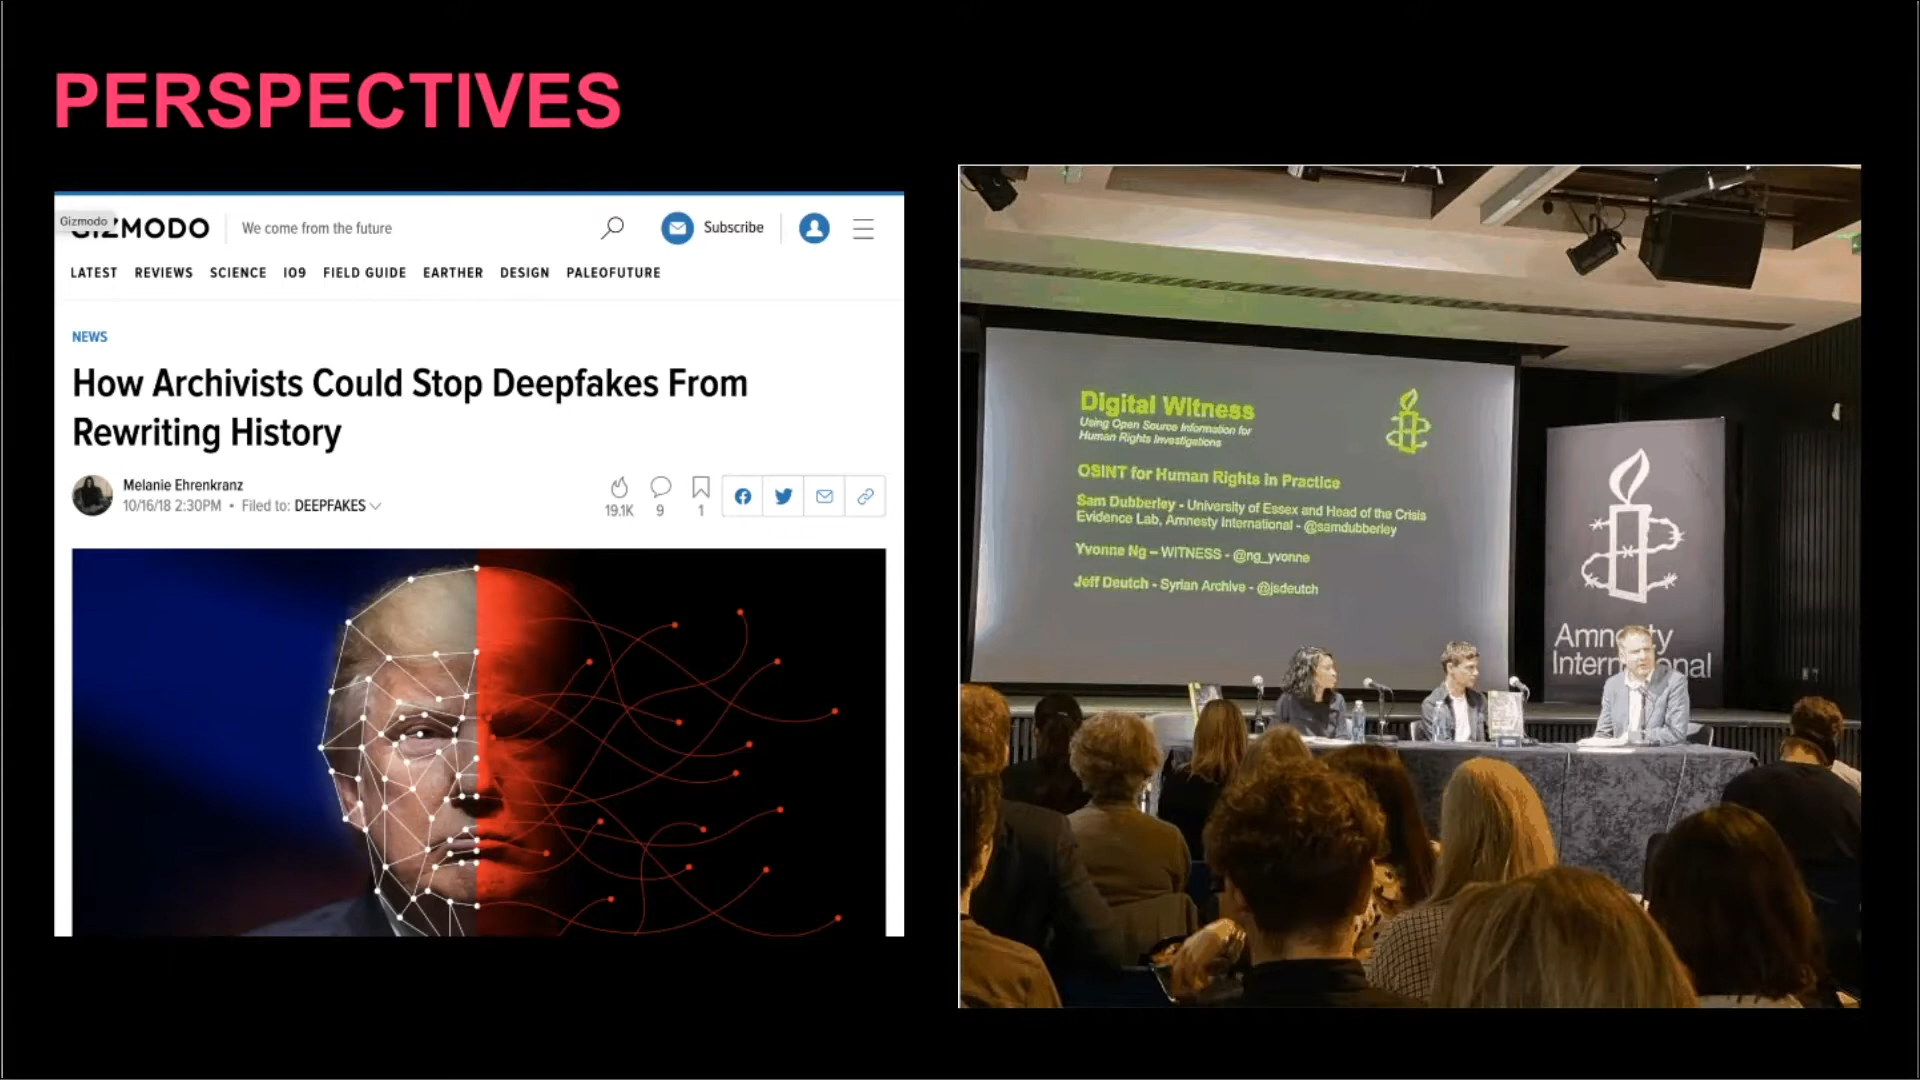 PERSPECTIVES
Gizmodo
GIZMODO
We come from the future
Subscribe
LATEST REVIEWS SCIENCE IO9 FIELD GUIDE EARTHER DESIGN PALEOFUTURE
NEWS
How Archivists Could Stop Deepfakes From
Rewriting History
Melanie Ehrenkranz
10/16/18 2:30PM • Filed to: DEEPFAKES
19.1K 9 1
Digital Witness
Using Open Source Information for
Human Rights Investigations
OSINT for Human Rights in Practice
Sam Dubberley - University of Essex and Head of the Crisis
Evidence Lab, Amnesty International - @samdubberley
Yvonne Ng – WITNESS - @ng_yvonne
Jeff Deutch - Syrian Archive - @jsdeutch
Amnesty
International